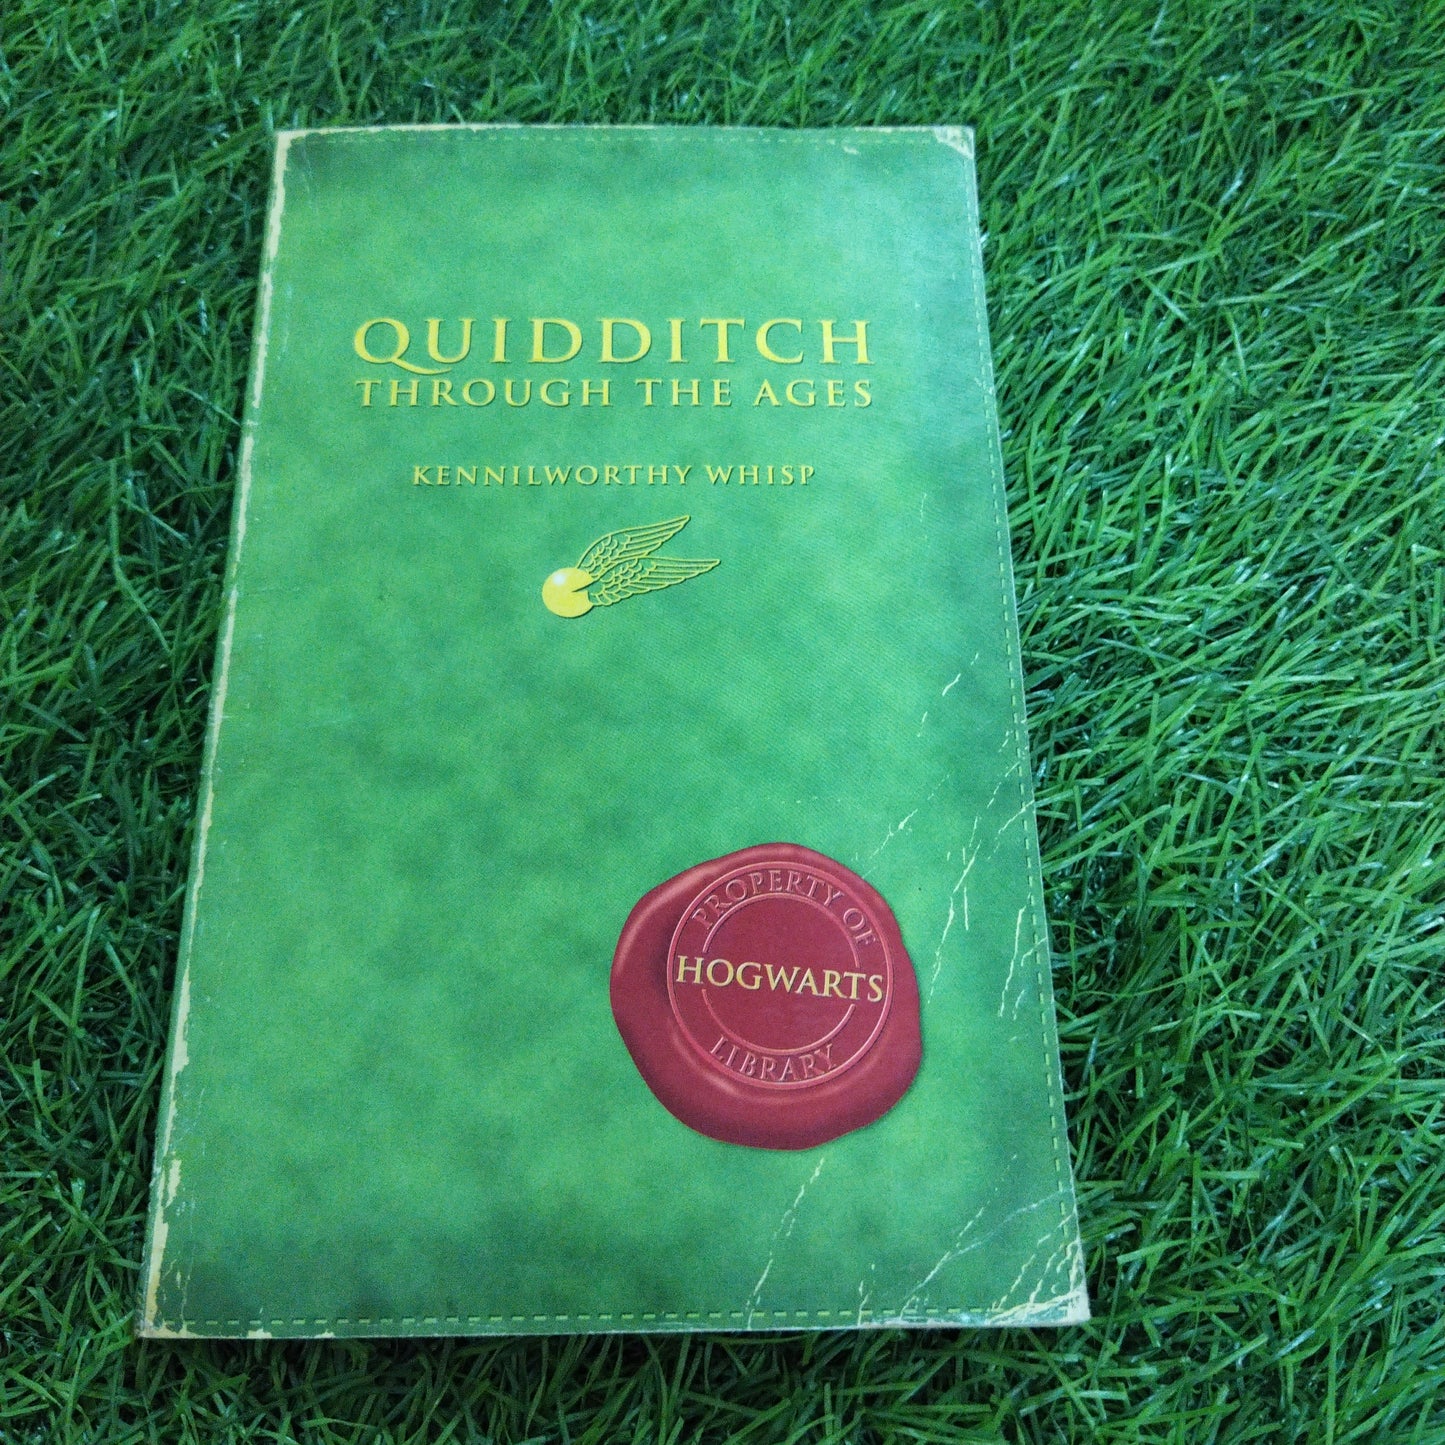 QUIDDITCH
THROUGH THE AGES
KENNILWORTHY WHISP
PROPERTY OF
HOGWARTS
LIBRARY